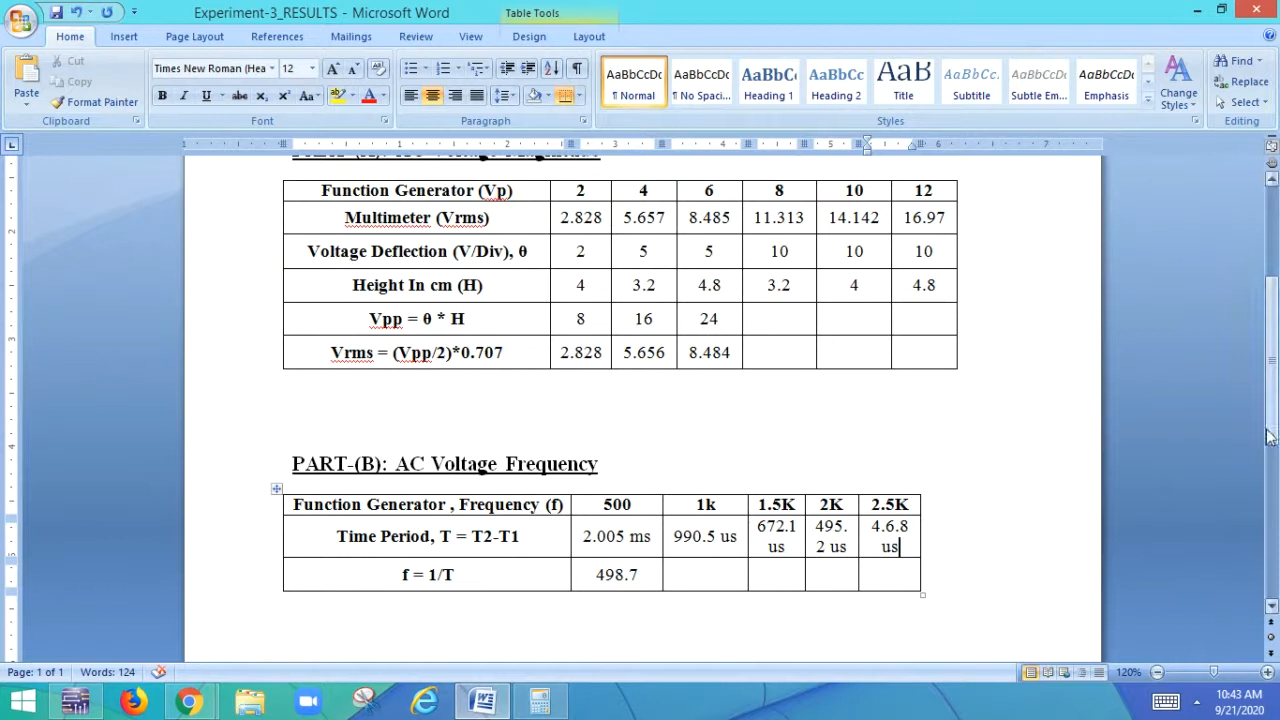 Experiment-3_RESULTS - Microsoft Word
Table Tools
Home Insert Page Layout References Mailings Review View Design Layout
Paste
Cut
Copy
Format Painter
Clipboard
Times New Roman (Hea 12
Font
Paragraph
AaBbCcDc AaBbCcDc AaBbCc AaBbCc AaB AaBbCcL AaBbCcDc AaBbCcDc
¶ Normal ¶ No Spaci... Heading 1 Heading 2 Title Subtitle Subtle Em... Emphasis
Change
Styles
Styles
Find
Replace
Select
Editing
Function Generator (Vp) 2 4 6 8 10 12
Multimeter (Vrms) 2.828 5.657 8.485 11.313 14.142 16.97
Voltage Deflection (V/Div), θ 2 5 5 10 10 10
Height In cm (H) 4 3.2 4.8 3.2 4 4.8
Vpp = θ * H 8 16 24
Vrms = (Vpp/2)*0.707 2.828 5.656 8.484
PART-(B): AC Voltage Frequency
Function Generator , Frequency (f) 500 1k 1.5K 2K 2.5K
Time Period, T = T2-T1 2.005 ms 990.5 us 672.1 us 495.2 us 4.6.8 us
f = 1/T 498.7
Page: 1 of 1 Words: 124 120%
10:43 AM
9/21/2020